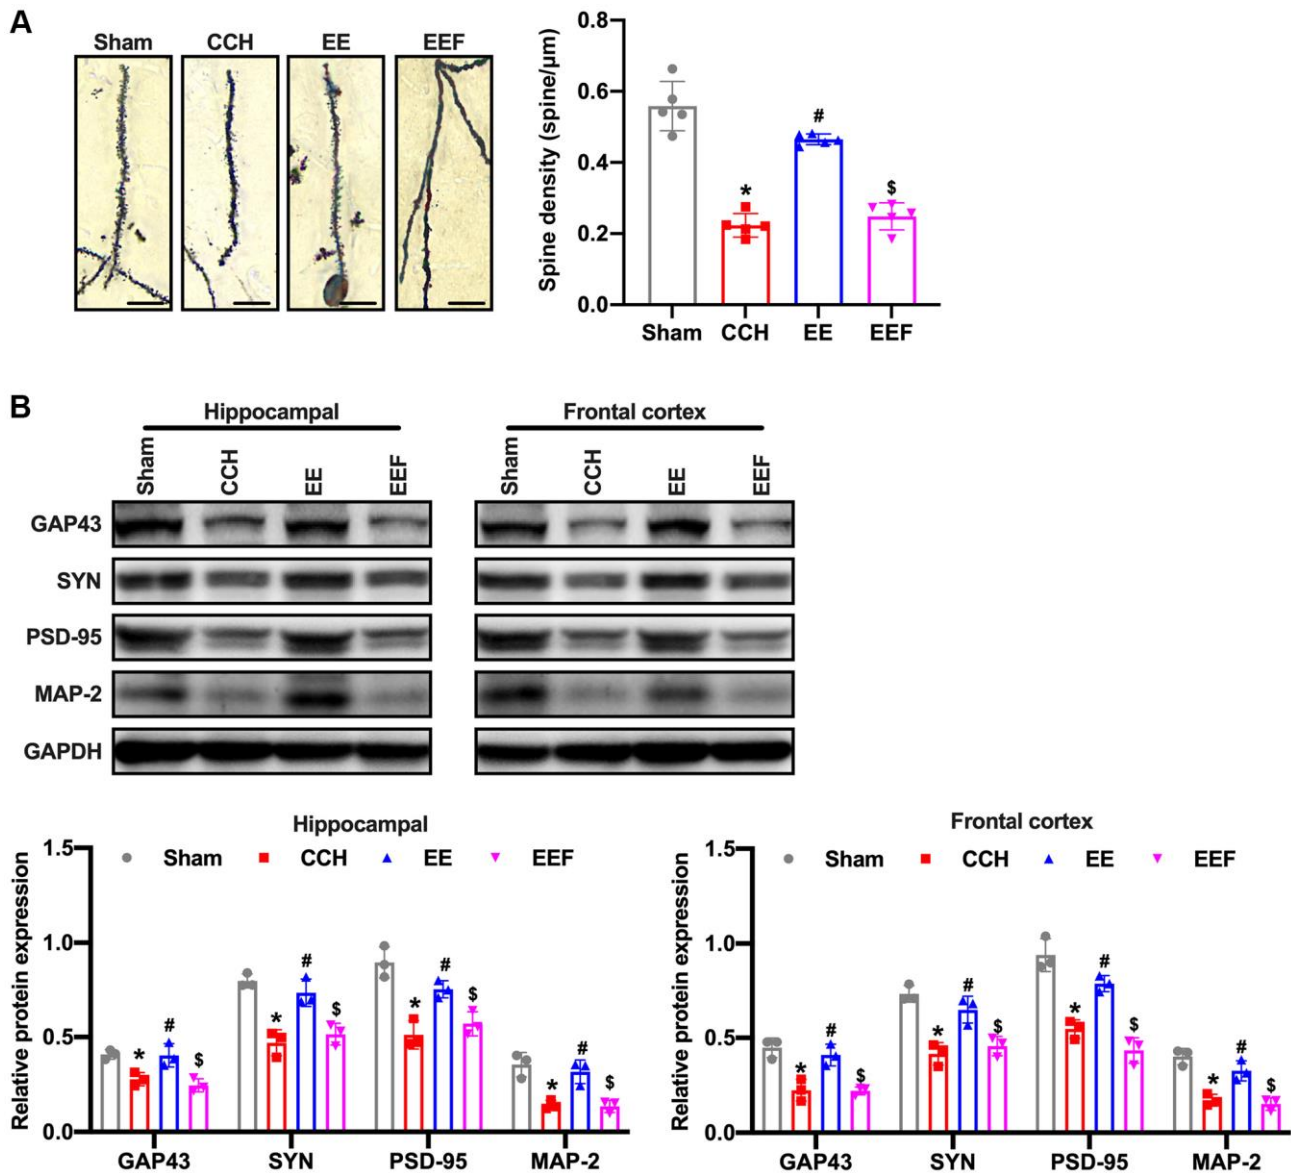 A
Sham CCH EE EEF
Spine density (spine/μm)
0.8
0.6
0.4
0.2
0.0
* # $
Sham CCH EE EEF
B
Hippocampal
Sham CCH EE EEF
Frontal cortex
Sham CCH EE EEF
GAP43
SYN
PSD-95
MAP-2
GAPDH
Hippocampal
Relative protein expression
1.5
1.0
0.5
0.0
Sham CCH EE EEF
* # $ * # $ * # $ * # $
GAP43 SYN PSD-95 MAP-2
Frontal cortex
Relative protein expression
1.5
1.0
0.5
0.0
Sham CCH EE EEF
* # $ * # $ * # $ * # $
GAP43 SYN PSD-95 MAP-2